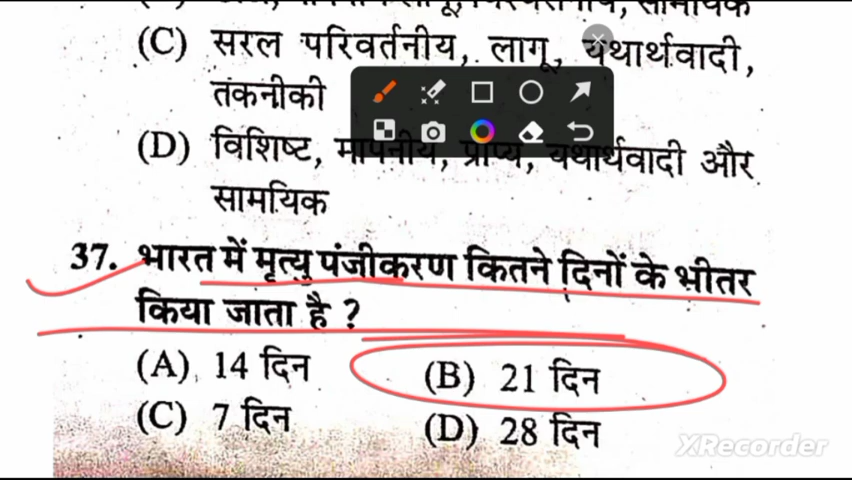 सामयिक
(C) सरल परिवर्तनीय, लागू, यथार्थवादी,
तकनीकी
(D) विशिष्ट, मापनीय, प्राप्य, यथार्थवादी और
सामयिक
37. भारत में मृत्यु पंजीकरण कितने दिनों के भीतर
किया जाता है ?
(A) 14 दिन (B) 21 दिन
(C) 7 दिन (D) 28 दिन
XRecorder